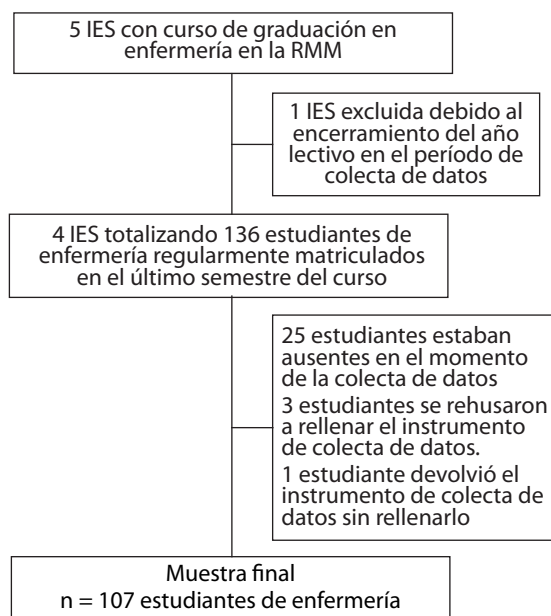 5 IES con curso de graduación en
enfermería en la RMM
1 IES excluida debido al
encerramiento del año
lectivo en el período de
colecta de datos
4 IES totalizando 136 estudiantes de
enfermería regularmente matriculados
en el último semestre del curso
25 estudiantes estaban
ausentes en el momento
de la colecta de datos
3 estudiantes se rehusaron
a rellenar el instrumento
de colecta de datos.
1 estudiante devolvió el
instrumento de colecta de
datos sin rellenarlo
Muestra final
n = 107 estudiantes de enfermería